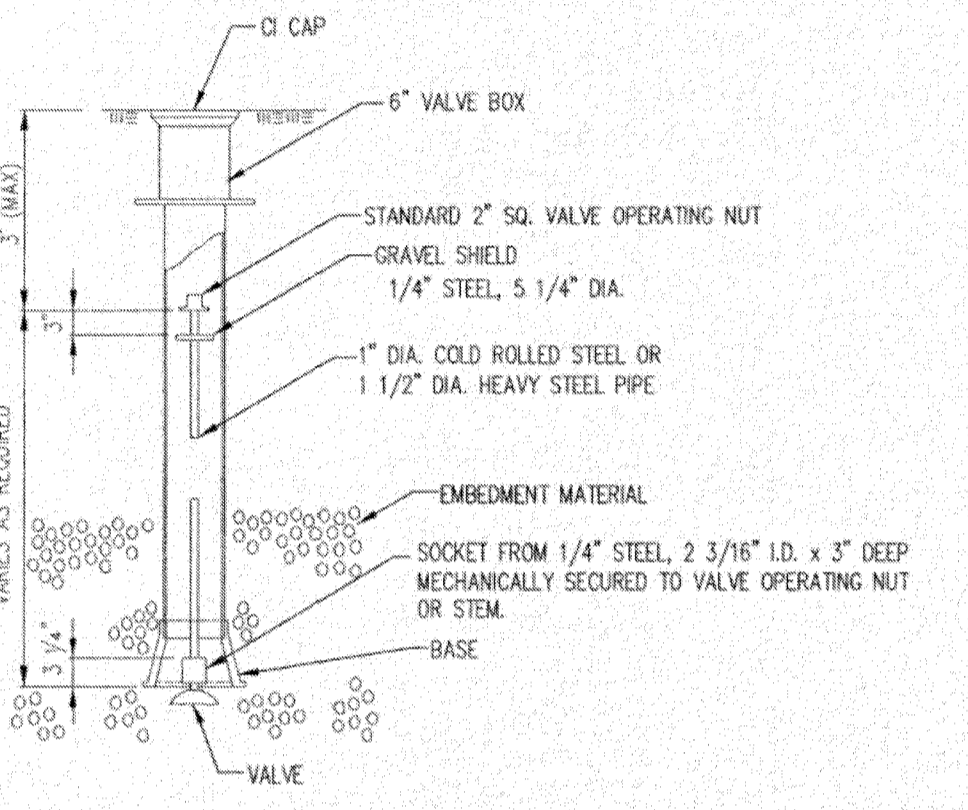 CI CAP
6" VALVE BOX
3" (MAX)
STANDARD 2" SQ. VALVE OPERATING NUT
GRAVEL SHIELD
1/4" STEEL, 5 1/4" DIA.
3"
1" DIA. COLD ROLLED STEEL OR
1 1/2" DIA. HEAVY STEEL PIPE
VARIES AS REQUIRED
EMBEDMENT MATERIAL
SOCKET FROM 1/4" STEEL, 2 3/16" I.D. x 3" DEEP
MECHANICALLY SECURED TO VALVE OPERATING NUT
OR STEM.
3 1/4"
BASE
VALVE